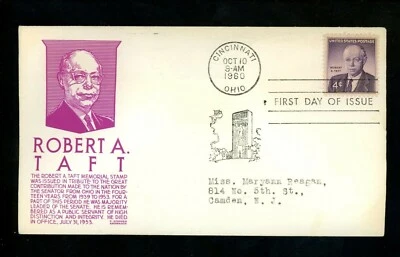 ROBERT A.
TAFT
THE ROBERT A. TAFT MEMORIAL STAMP
WAS ISSUED IN TRIBUTE TO THE GREAT
CONTRIBUTION MADE TO THE NATION BY
THE SENATOR FROM OHIO IN THE FOUR-
TEEN YEARS FROM 1939 TO 1953. FOR A
PART OF THIS PERIOD HE WAS MAJORITY
LEADER OF THE SENATE. HE IS REMEM-
BERED AS A PUBLIC SERVANT OF HIGH
DISTINCTION AND INTEGRITY. HE DIED
IN OFFICE, JULY 31, 1953.
CINCINNATI
OCT 10
8-AM
1960
OHIO
UNITED STATES POSTAGE
4¢
FIRST DAY OF ISSUE
Miss. Maryann Reagan,
814 No. 5th. St.,
Camden, N. J.